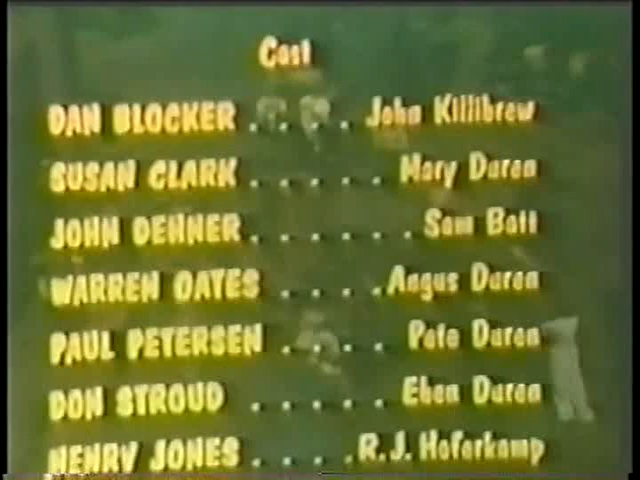 Cast
DAN BLOCKER . . . . John Killibrew
SUSAN CLARK . . . . . . Mary Duren
JOHN DEHNER . . . . . . . Sam Batt
WARREN OATES . . . . . Angus Duren
PAUL PETERSEN . . . . Pete Duren
DON STROUD . . . . . . Eben Duren
HENRY JONES . . . . . R.J. Hoferkamp